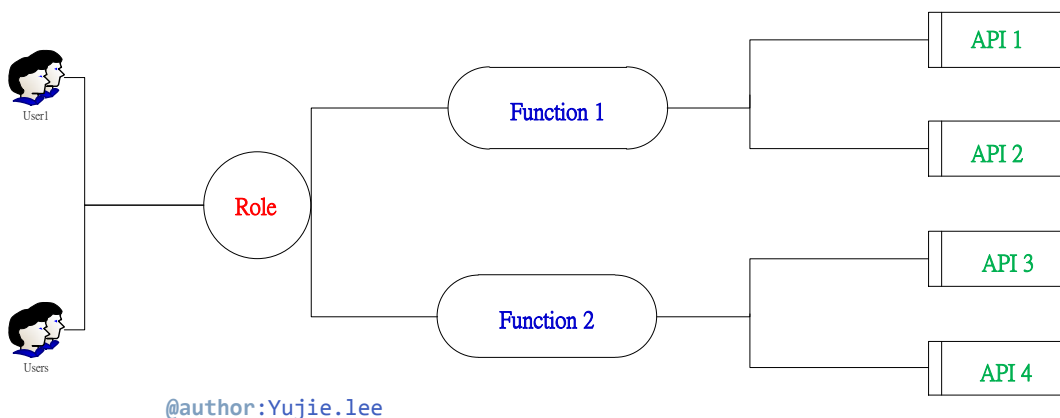 User1
Users
Role
Function 1
Function 2
API 1
API 2
API 3
API 4
@author:Yujie.lee